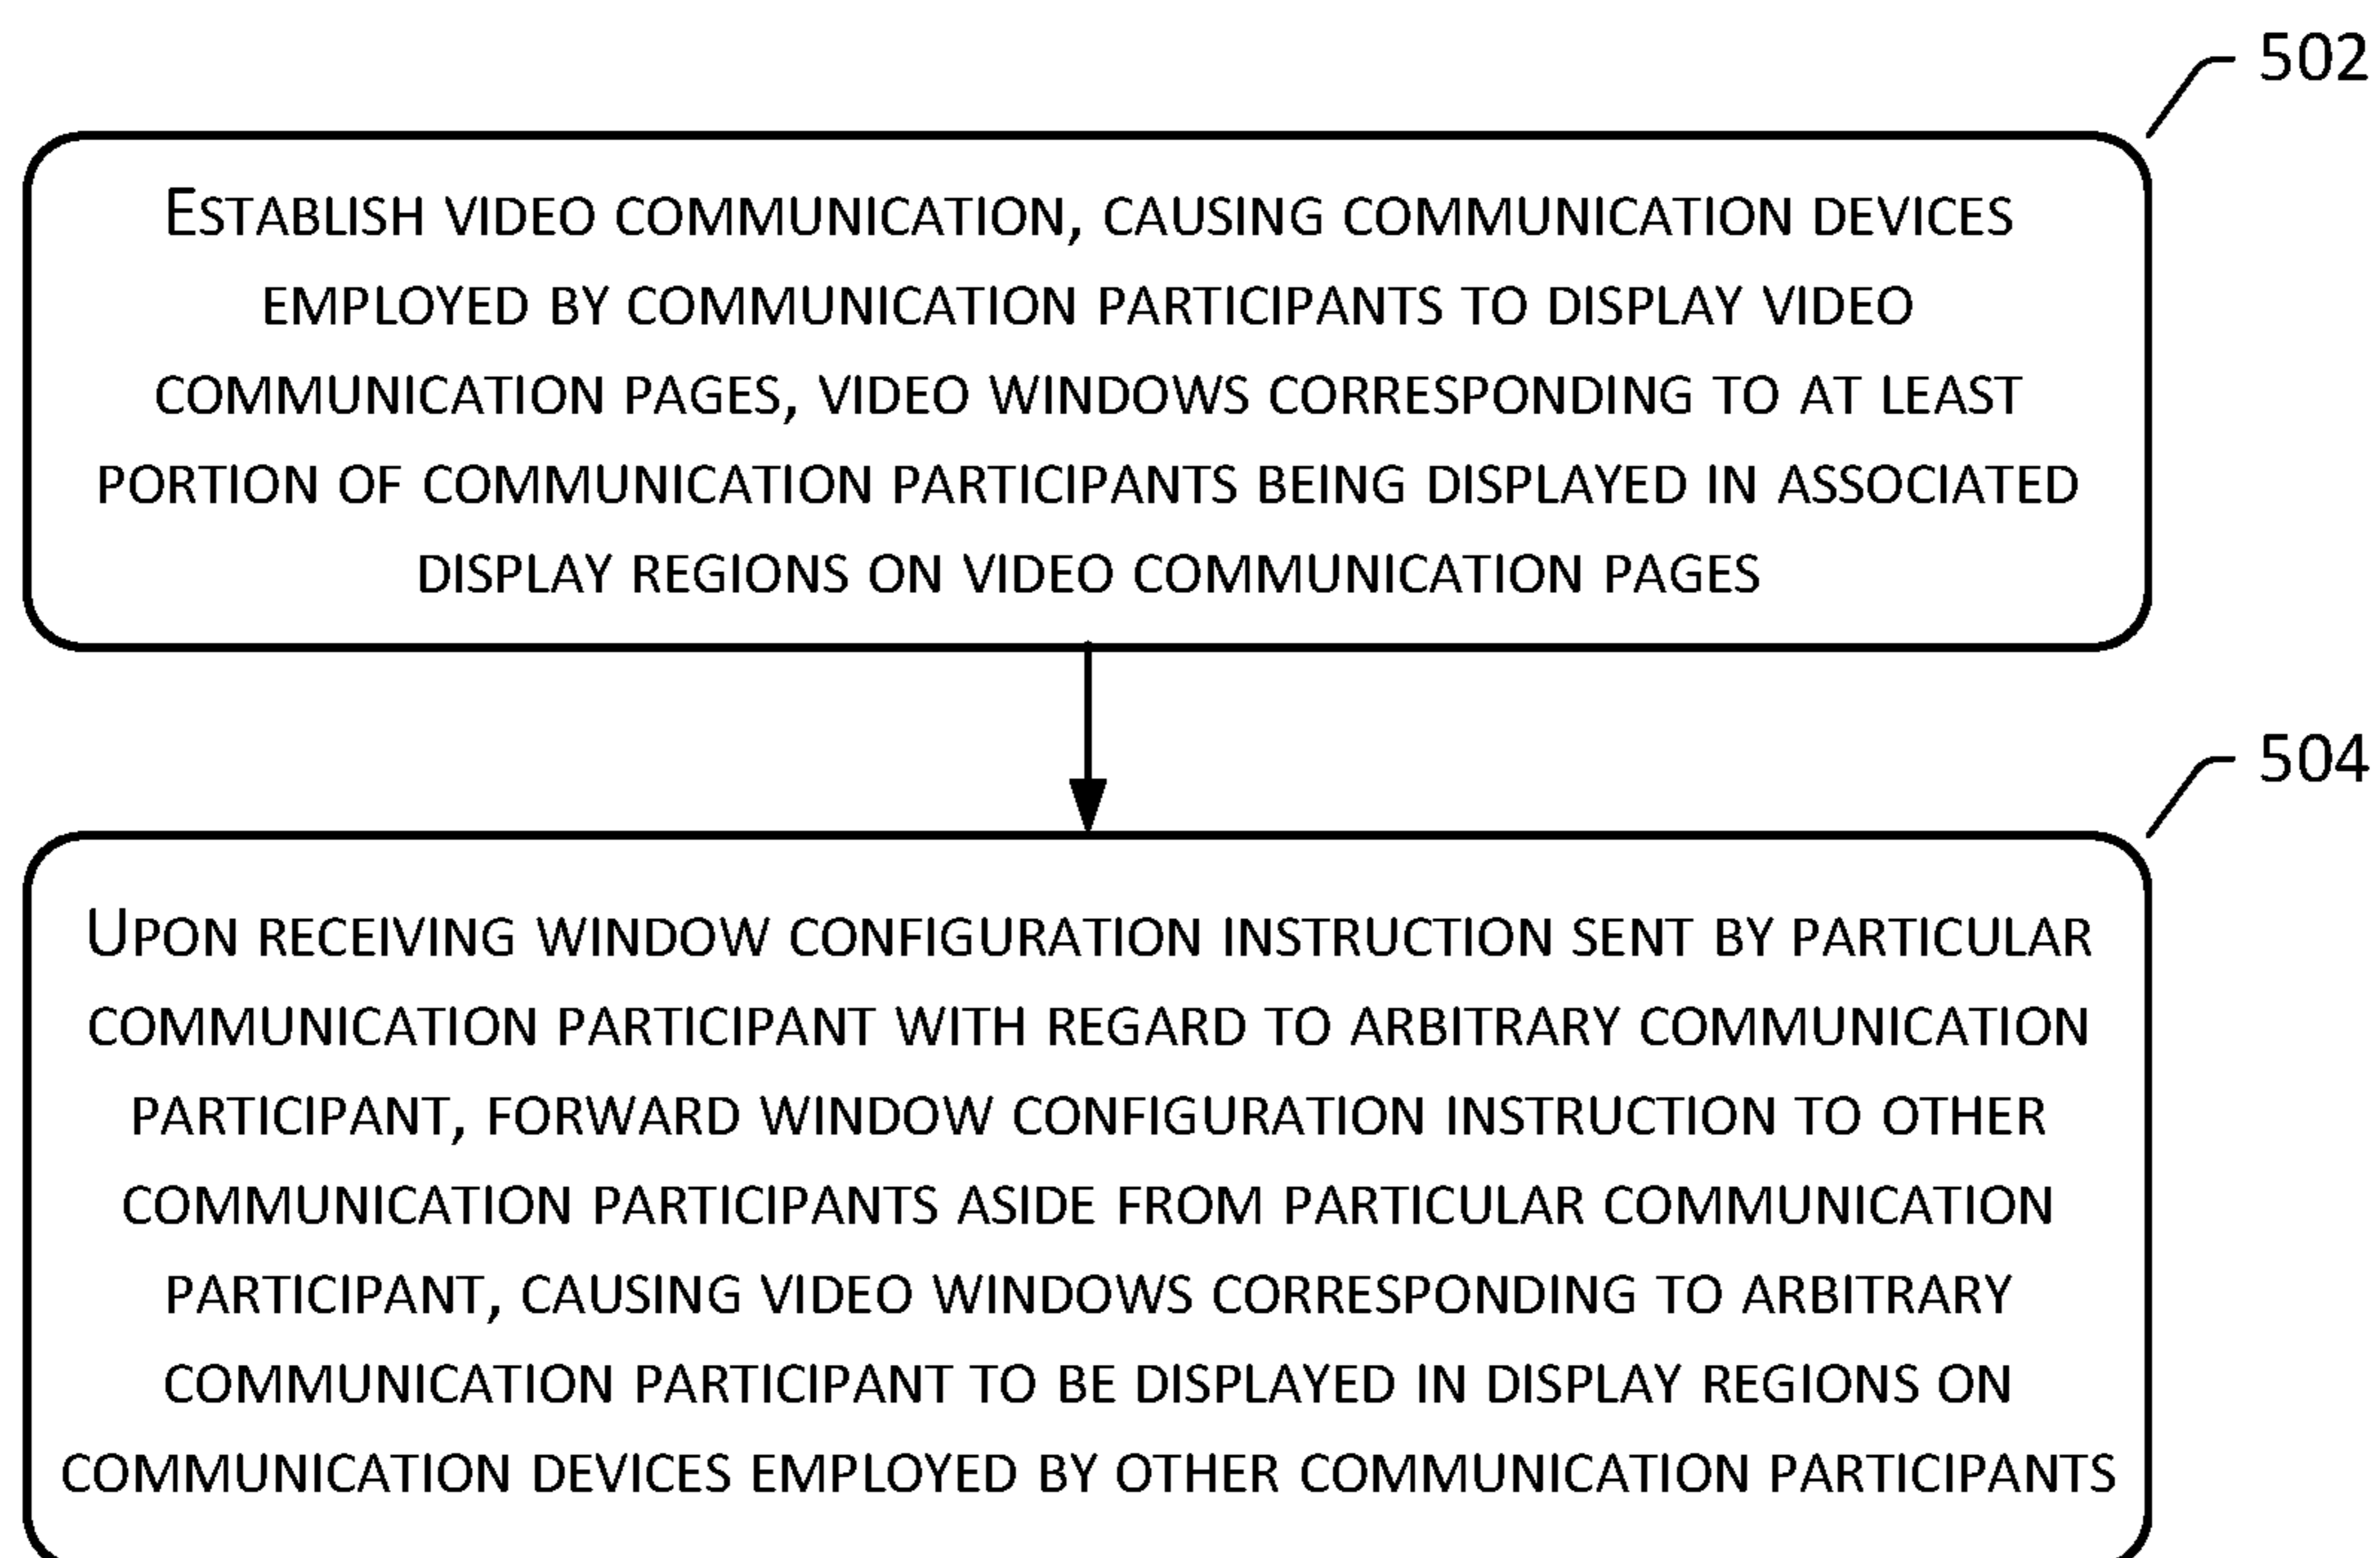 502
ESTABLISH VIDEO COMMUNICATION, CAUSING COMMUNICATION DEVICES
EMPLOYED BY COMMUNICATION PARTICIPANTS TO DISPLAY VIDEO
COMMUNICATION PAGES, VIDEO WINDOWS CORRESPONDING TO AT LEAST
PORTION OF COMMUNICATION PARTICIPANTS BEING DISPLAYED IN ASSOCIATED
DISPLAY REGIONS ON VIDEO COMMUNICATION PAGES
504
UPON RECEIVING WINDOW CONFIGURATION INSTRUCTION SENT BY PARTICULAR
COMMUNICATION PARTICIPANT WITH REGARD TO ARBITRARY COMMUNICATION
PARTICIPANT, FORWARD WINDOW CONFIGURATION INSTRUCTION TO OTHER
COMMUNICATION PARTICIPANTS ASIDE FROM PARTICULAR COMMUNICATION
PARTICIPANT, CAUSING VIDEO WINDOWS CORRESPONDING TO ARBITRARY
COMMUNICATION PARTICIPANT TO BE DISPLAYED IN DISPLAY REGIONS ON
COMMUNICATION DEVICES EMPLOYED BY OTHER COMMUNICATION PARTICIPANTS